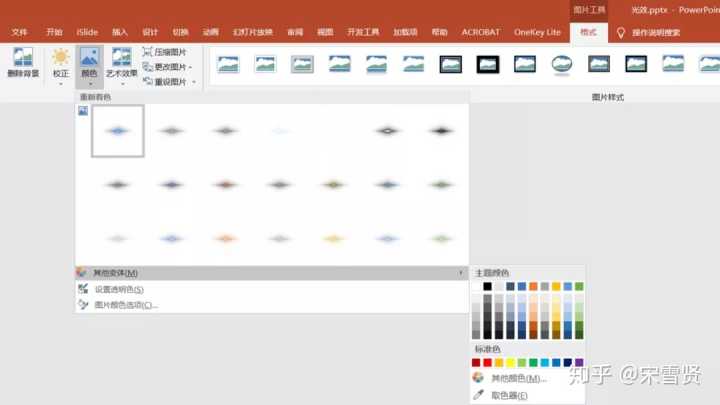 图片工具
光效.pptx - PowerPoin
文件 开始 iSlide 插入 设计 切换 动画 幻灯片放映 审阅 视图 开发工具 加载项 帮助 ACROBAT OneKey Lite 格式 操作说明搜索
删除背景 校正 颜色 艺术效果
压缩图片
更改图片
重设图片
重新着色
图片样式
其他变体(M)
设置透明色(S)
图片颜色选项(C)...
主题颜色
标准色
其他颜色(M)...
取色器(E)
知乎 @宋雪贤